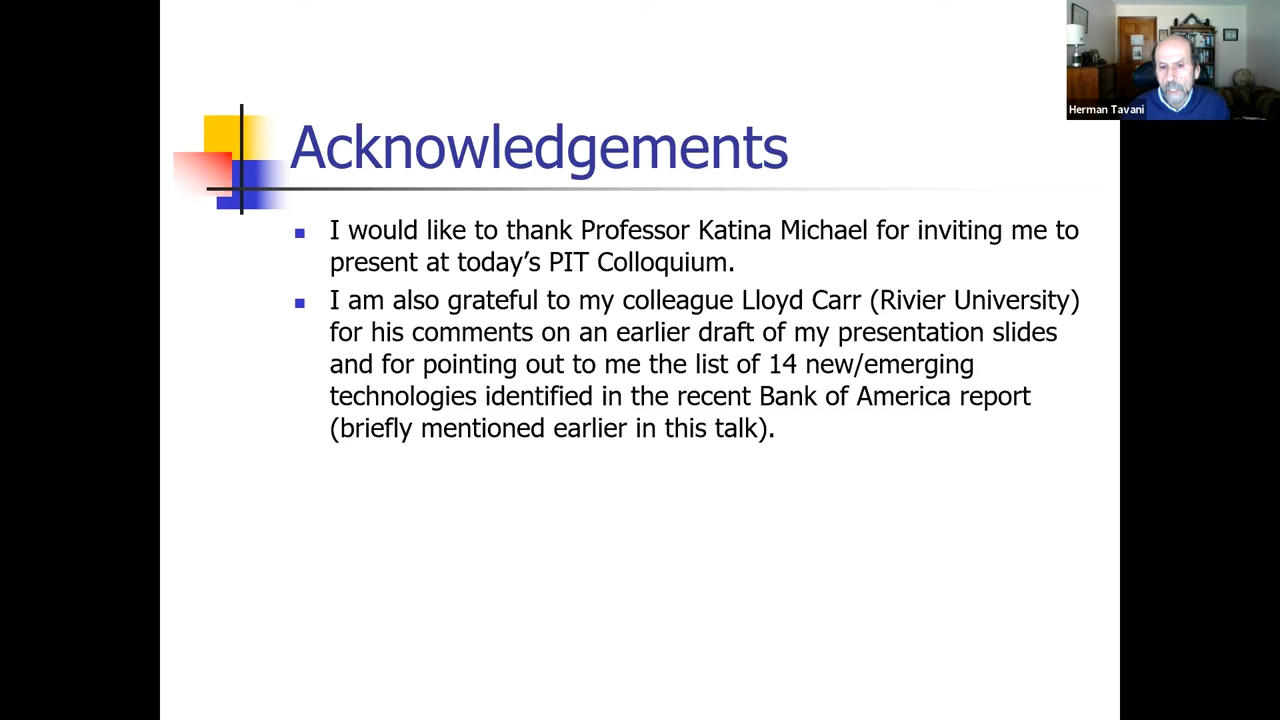 Herman Tavani
Acknowledgements
I would like to thank Professor Katina Michael for inviting me to
present at today’s PIT Colloquium.
I am also grateful to my colleague Lloyd Carr (Rivier University)
for his comments on an earlier draft of my presentation slides
and for pointing out to me the list of 14 new/emerging
technologies identified in the recent Bank of America report
(briefly mentioned earlier in this talk).